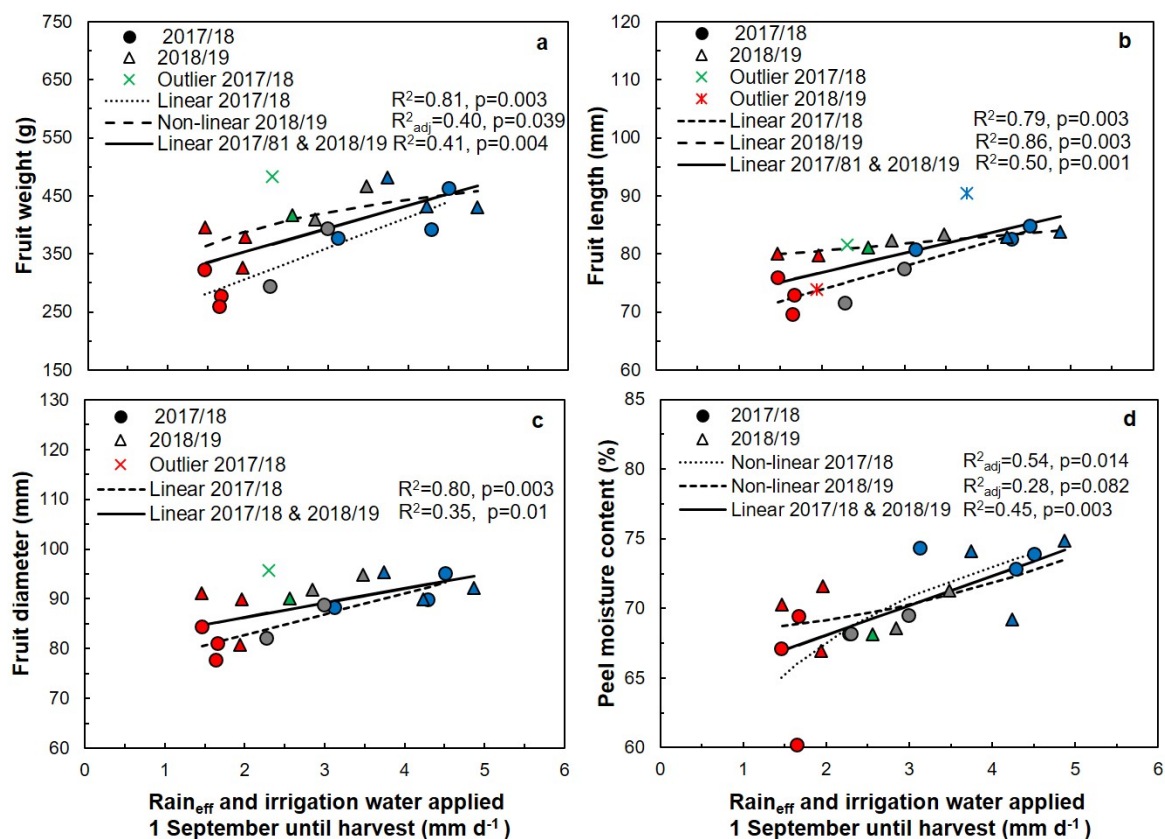 a
750
650
550
450
350
250
150
Fruit weight (g)
2017/18
2018/19
Outlier 2017/18
Linear 2017/18 R²=0.81, p=0.003
Non-linear 2018/19 R²adj=0.40, p=0.039
Linear 2017/81 & 2018/19 R²=0.41, p=0.004
b
120
110
100
90
80
70
60
Fruit length (mm)
2017/18
2018/19
Outlier 2017/18
Outlier 2018/19
Linear 2017/18 R²=0.79, p=0.003
Linear 2018/19 R²=0.86, p=0.003
Linear 2017/81 & 2018/19 R²=0.50, p=0.001
c
130
120
110
100
90
80
70
60
Fruit diameter (mm)
2017/18
2018/19
Outlier 2017/18
Linear 2017/18 R²=0.80, p=0.003
Linear 2017/18 & 2018/19 R²=0.35, p=0.01
0 1 2 3 4 5 6
Rain_eff and irrigation water applied
1 September until harvest (mm d⁻¹)
d
85
80
75
70
65
60
Peel moisture content (%)
2017/18
2018/19
Non-linear 2017/18 R²adj=0.54, p=0.014
Non-linear 2018/19 R²adj=0.28, p=0.082
Linear 2017/18 & 2018/19 R²=0.45, p=0.003
0 1 2 3 4 5 6
Rain_eff and irrigation water applied
1 September until harvest (mm d⁻¹)